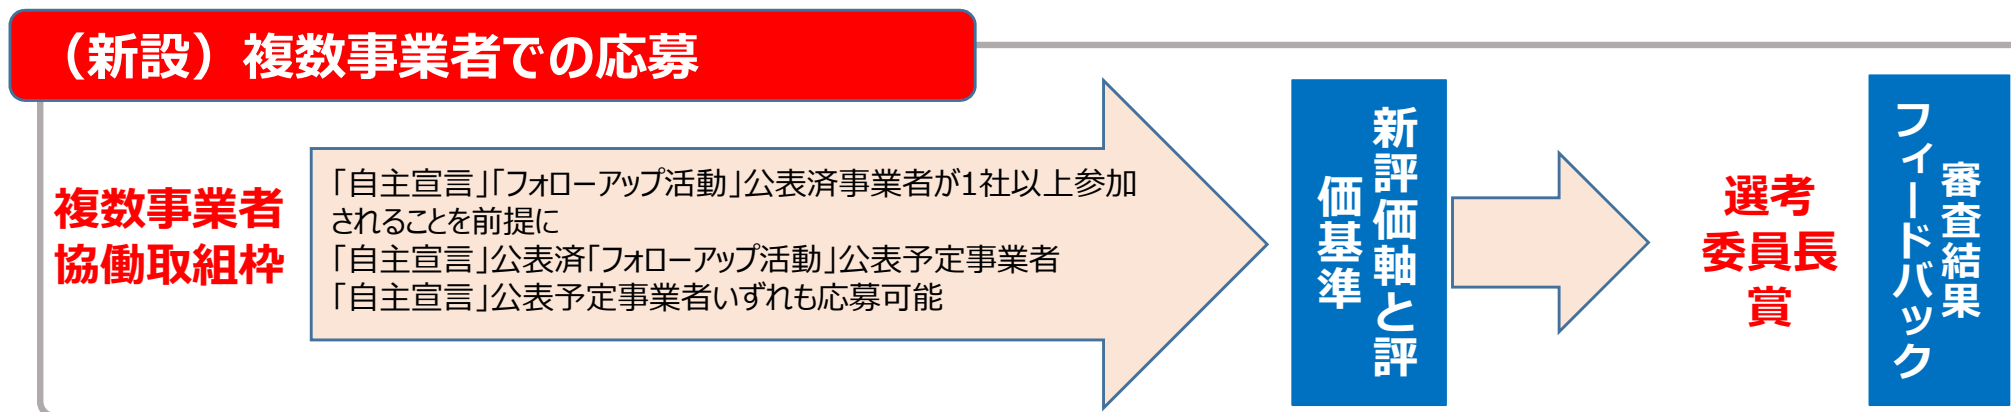 （新設）複数事業者での応募
複数事業者
協働取組枠
「自主宣言」「フォローアップ活動」公表済事業者が1社以上参加
されることを前提に
「自主宣言」公表済「フォローアップ活動」公表予定事業者
「自主宣言」公表予定事業者いずれも応募可能
新評価軸と評
価基準
選考
委員長
賞
審査結果
フィードバック